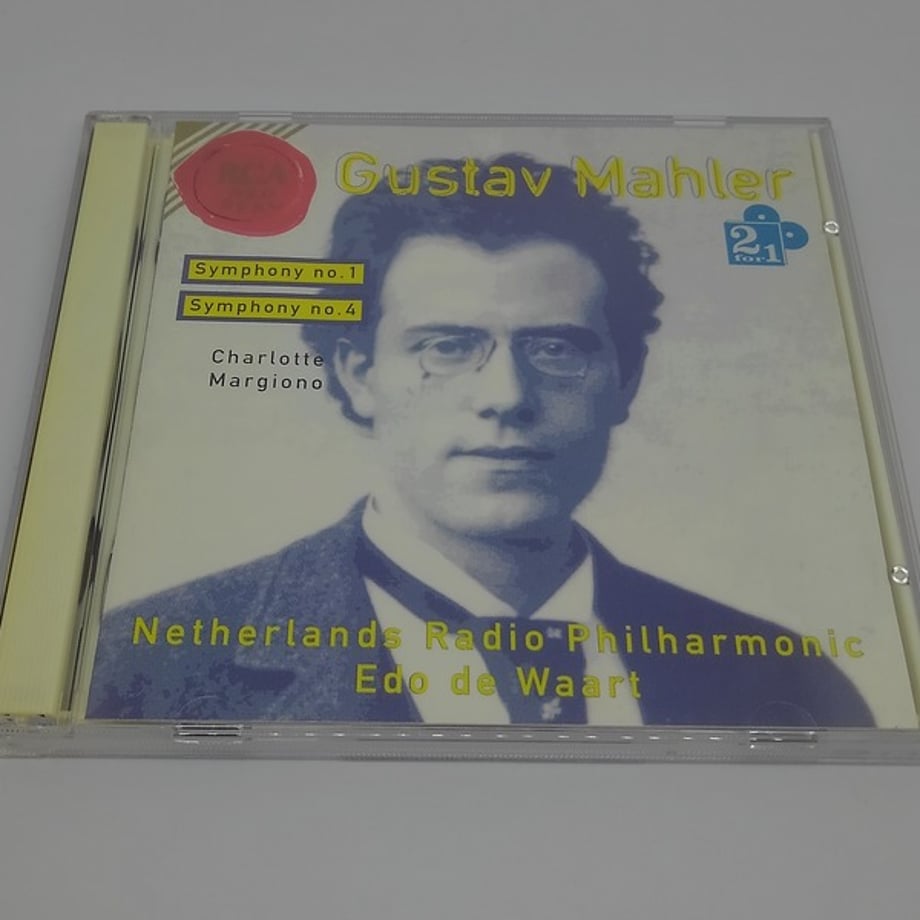 RCA
Gustav Mahler
2
for 1
Symphony no.1
Symphony no.4
Charlotte
Margiono
Netherlands Radio Philharmonic
Edo de Waart